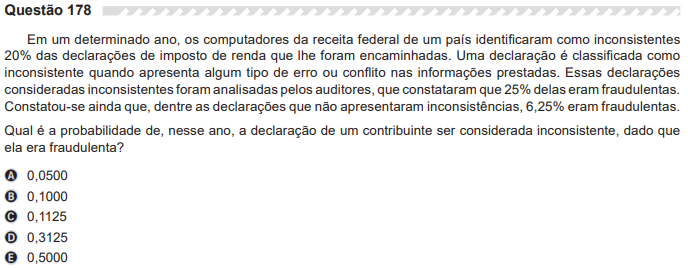 Questão 178
Em um determinado ano, os computadores da receita federal de um país identificaram como inconsistentes
20% das declarações de imposto de renda que lhe foram encaminhadas. Uma declaração é classificada como
inconsistente quando apresenta algum tipo de erro ou conflito nas informações prestadas. Essas declarações
consideradas inconsistentes foram analisadas pelos auditores, que constataram que 25% delas eram fraudulentas.
Constatou-se ainda que, dentre as declarações que não apresentaram inconsistências, 6,25% eram fraudulentas.
Qual é a probabilidade de, nesse ano, a declaração de um contribuinte ser considerada inconsistente, dado que
ela era fraudulenta?
A 0,0500
B 0,1000
C 0,1125
D 0,3125
E 0,5000